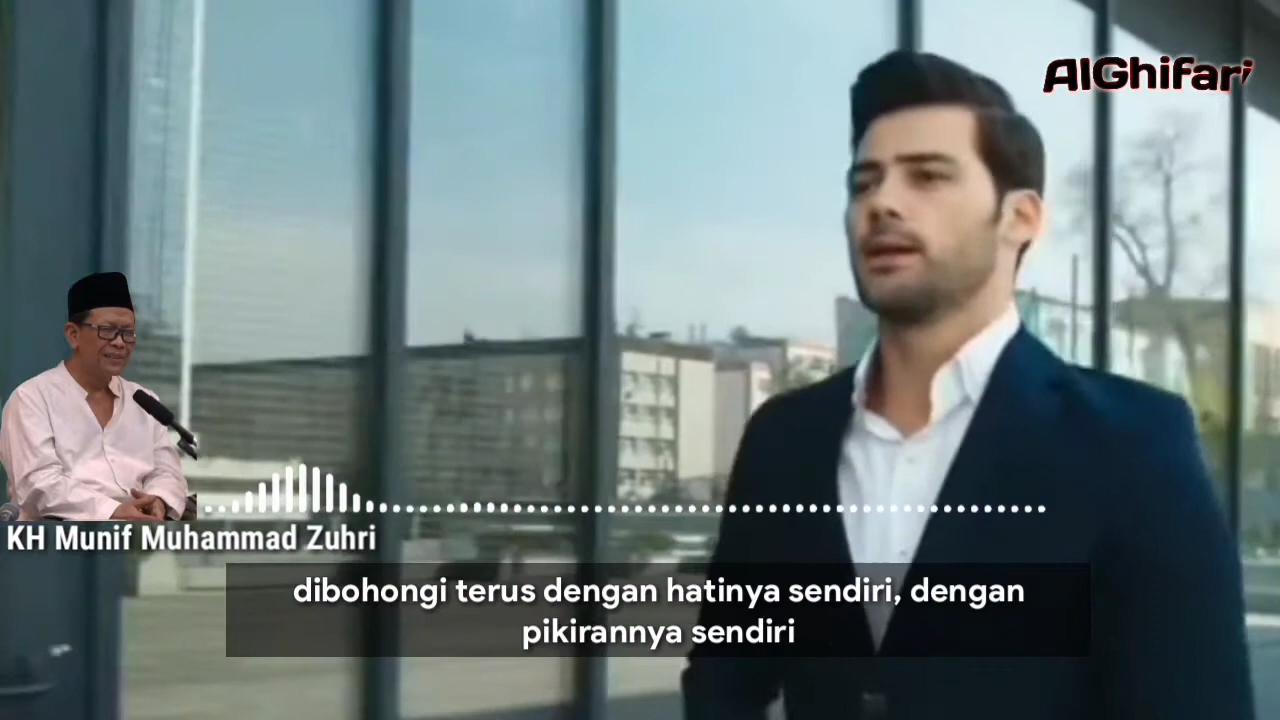 AlGhifari
KH Munif Muhammad Zuhri
dibohongi terus dengan hatinya sendiri, dengan
pikirannya sendiri